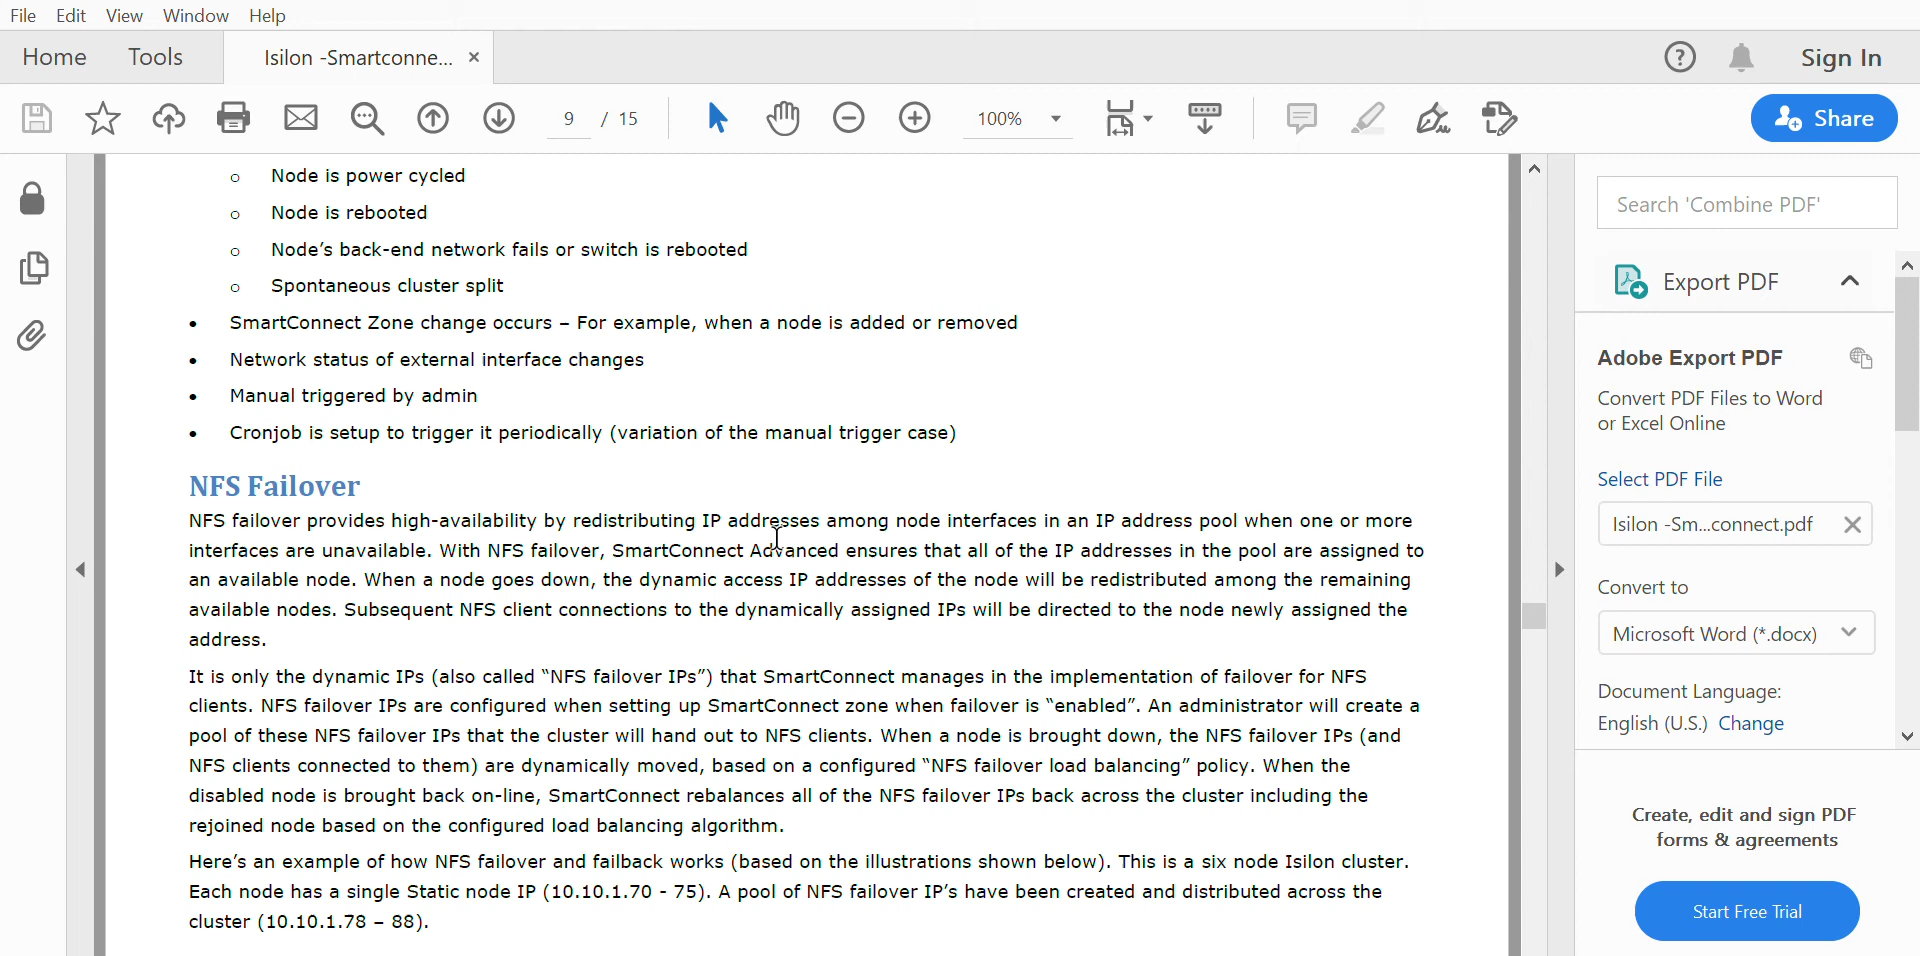 File Edit View Window Help
Home Tools Isilon -Smartconne... × Sign In
9 / 15 100% Share
o Node is power cycled
o Node is rebooted
o Node’s back-end network fails or switch is rebooted
o Spontaneous cluster split
• SmartConnect Zone change occurs – For example, when a node is added or removed
• Network status of external interface changes
• Manual triggered by admin
• Cronjob is setup to trigger it periodically (variation of the manual trigger case)
NFS Failover
NFS failover provides high-availability by redistributing IP addresses among node interfaces in an IP address pool when one or more
interfaces are unavailable. With NFS failover, SmartConnect Advanced ensures that all of the IP addresses in the pool are assigned to
an available node. When a node goes down, the dynamic access IP addresses of the node will be redistributed among the remaining
available nodes. Subsequent NFS client connections to the dynamically assigned IPs will be directed to the node newly assigned the
address.
It is only the dynamic IPs (also called “NFS failover IPs”) that SmartConnect manages in the implementation of failover for NFS
clients. NFS failover IPs are configured when setting up SmartConnect zone when failover is “enabled”. An administrator will create a
pool of these NFS failover IPs that the cluster will hand out to NFS clients. When a node is brought down, the NFS failover IPs (and
NFS clients connected to them) are dynamically moved, based on a configured “NFS failover load balancing” policy. When the
disabled node is brought back on-line, SmartConnect rebalances all of the NFS failover IPs back across the cluster including the
rejoined node based on the configured load balancing algorithm.
Here’s an example of how NFS failover and failback works (based on the illustrations shown below). This is a six node Isilon cluster.
Each node has a single Static node IP (10.10.1.70 - 75). A pool of NFS failover IP’s have been created and distributed across the
cluster (10.10.1.78 – 88).
Search 'Combine PDF'
Export PDF
Adobe Export PDF
Convert PDF Files to Word
or Excel Online
Select PDF File
Isilon -Sm...connect.pdf
Convert to
Microsoft Word (*.docx)
Document Language:
English (U.S.) Change
Create, edit and sign PDF
forms & agreements
Start Free Trial